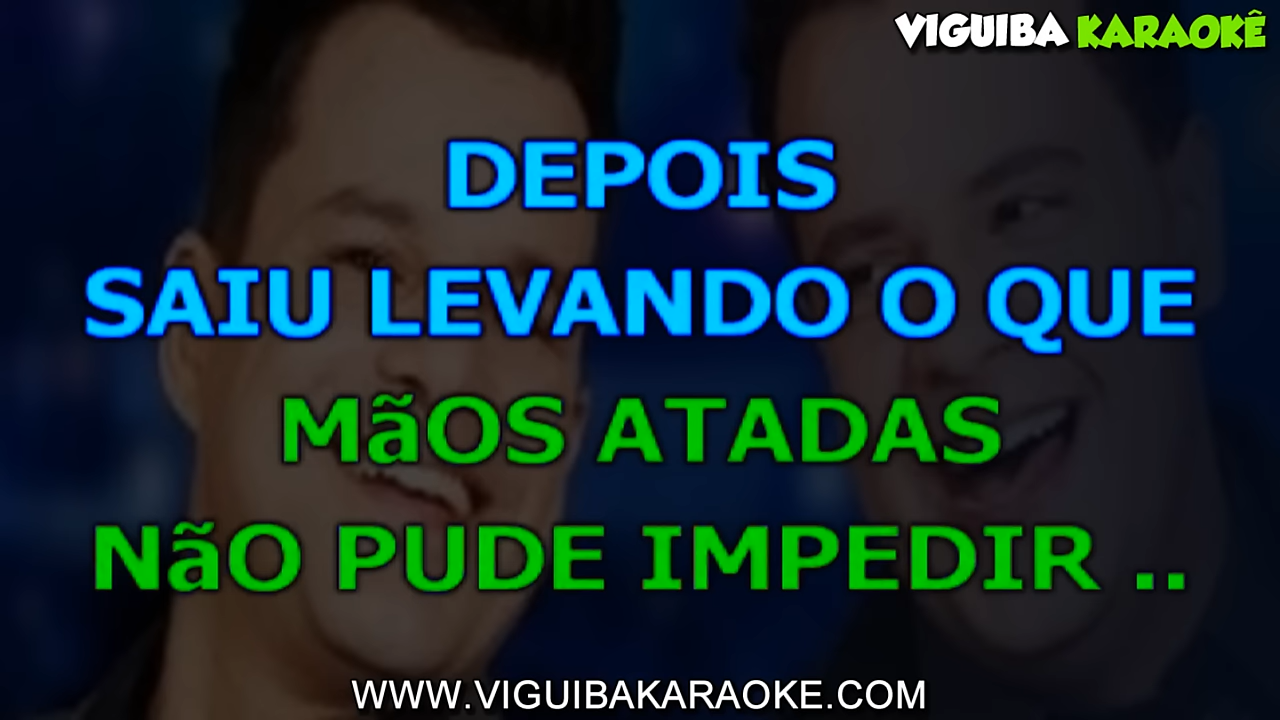 VIGUIBA KARAOKÊ
DEPOIS
SAIU LEVANDO O QUE
MãOS ATADAS
NãO PUDE IMPEDIR ..
WWW.VIGUIBAKARAOKE.COM